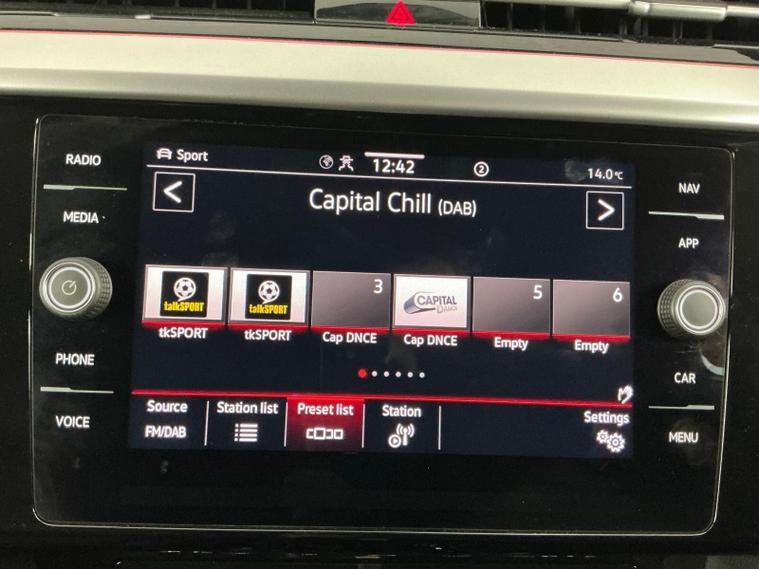 RADIO
MEDIA
PHONE
VOICE
Sport
12:42
2
14.0°C
<
Capital Chill (DAB)
>
talkSPORT
tkSPORT
talkSPORT
tkSPORT
3
Cap DNCE
CAPITAL
DANCE
Cap DNCE
5
Empty
6
Empty
Source
FM/DAB
Station list
Preset list
Station
Settings
NAV
APP
CAR
MENU